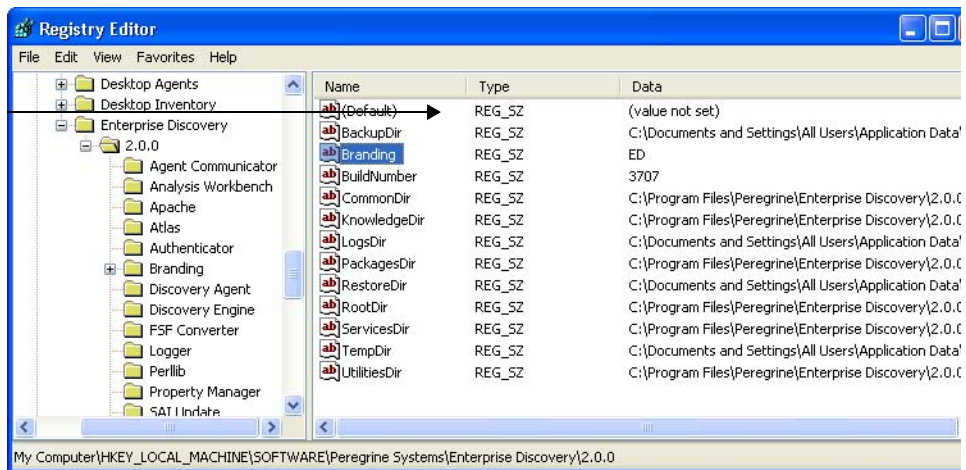 Registry Editor
File Edit View Favorites Help
Desktop Agents
Desktop Inventory
Enterprise Discovery
2.0.0
Agent Communicator
Analysis Workbench
Apache
Atlas
Authenticator
Branding
Discovery Agent
Discovery Engine
FSF Converter
Logger
Perllib
Property Manager
SAI Update
Name Type Data
(Default) REG_SZ (value not set)
BackupDir REG_SZ C:\Documents and Settings\All Users\Application Data\
Branding REG_SZ ED
BuildNumber REG_SZ 3707
CommonDir REG_SZ C:\Program Files\Peregrine\Enterprise Discovery\2.0.0
KnowledgeDir REG_SZ C:\Program Files\Peregrine\Enterprise Discovery\2.0.0
LogsDir REG_SZ C:\Documents and Settings\All Users\Application Data\
PackagesDir REG_SZ C:\Program Files\Peregrine\Enterprise Discovery\2.0.0
RestoreDir REG_SZ C:\Documents and Settings\All Users\Application Data\
RootDir REG_SZ C:\Program Files\Peregrine\Enterprise Discovery\2.0.0
ServicesDir REG_SZ C:\Program Files\Peregrine\Enterprise Discovery\2.0.0
TempDir REG_SZ C:\Documents and Settings\All Users\Application Data\
UtilitiesDir REG_SZ C:\Program Files\Peregrine\Enterprise Discovery\2.0.0
My Computer\HKEY_LOCAL_MACHINE\SOFTWARE\Peregrine Systems\Enterprise Discovery\2.0.0